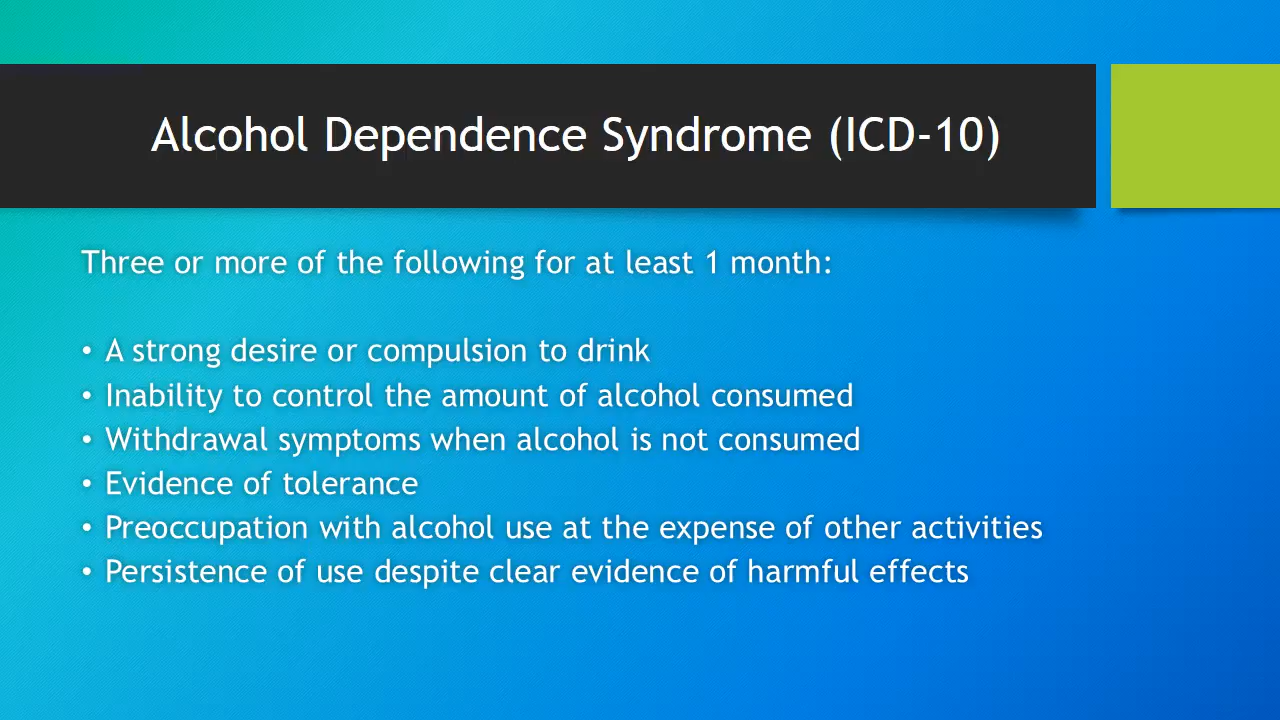 Alcohol Dependence Syndrome (ICD-10)
Three or more of the following for at least 1 month:
• A strong desire or compulsion to drink
• Inability to control the amount of alcohol consumed
• Withdrawal symptoms when alcohol is not consumed
• Evidence of tolerance
• Preoccupation with alcohol use at the expense of other activities
• Persistence of use despite clear evidence of harmful effects